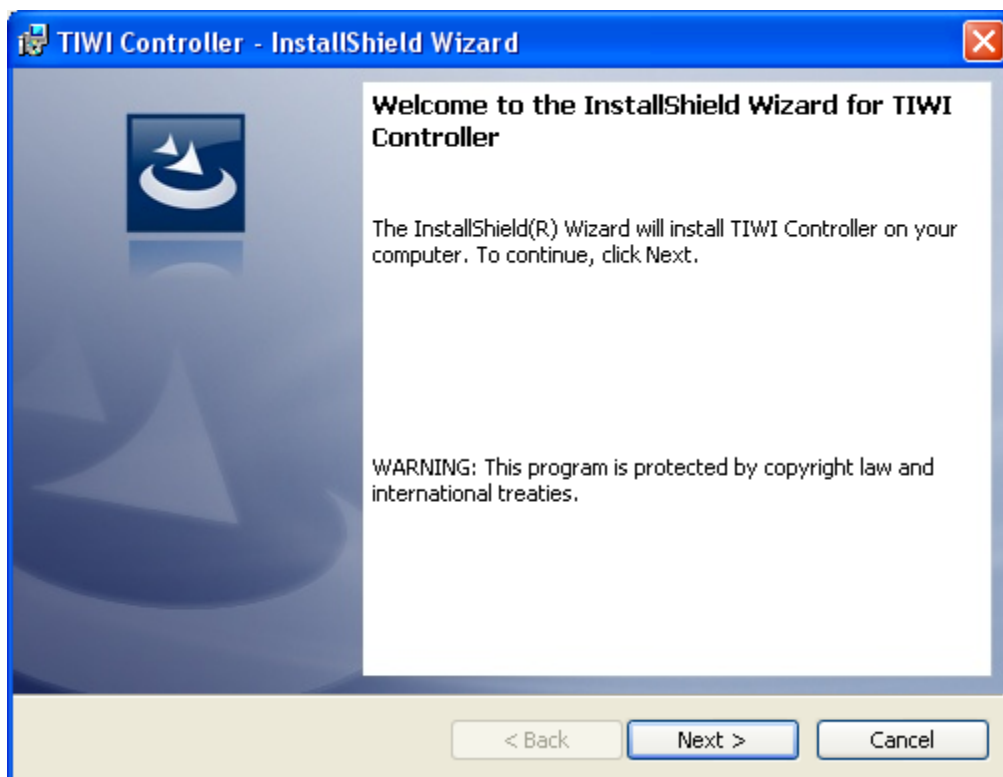 TIWI Controller - InstallShield Wizard
Welcome to the InstallShield Wizard for TIWI
Controller
The InstallShield(R) Wizard will install TIWI Controller on your
computer. To continue, click Next.
WARNING: This program is protected by copyright law and
international treaties.
< Back
Next >
Cancel